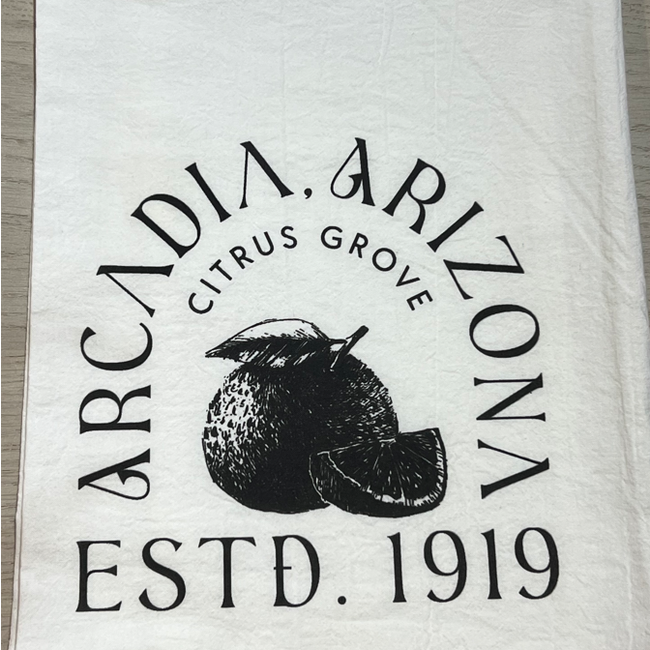 ARCADIA, ARIZONA
CITRUS GROVE
ESTD. 1919